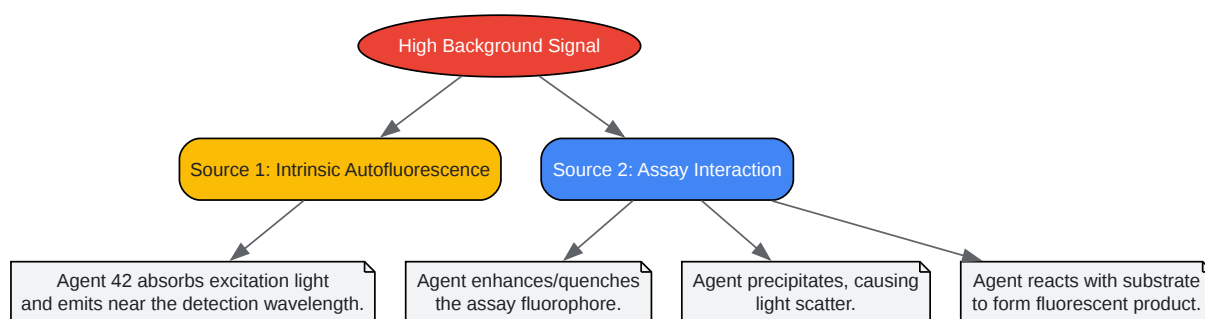 High Background Signal
Source 1: Intrinsic Autofluorescence
Source 2: Assay Interaction
Agent 42 absorbs excitation light
and emits near the detection wavelength.
Agent enhances/quenches
the assay fluorophore.
Agent precipitates, causing
light scatter.
Agent reacts with substrate
to form fluorescent product.